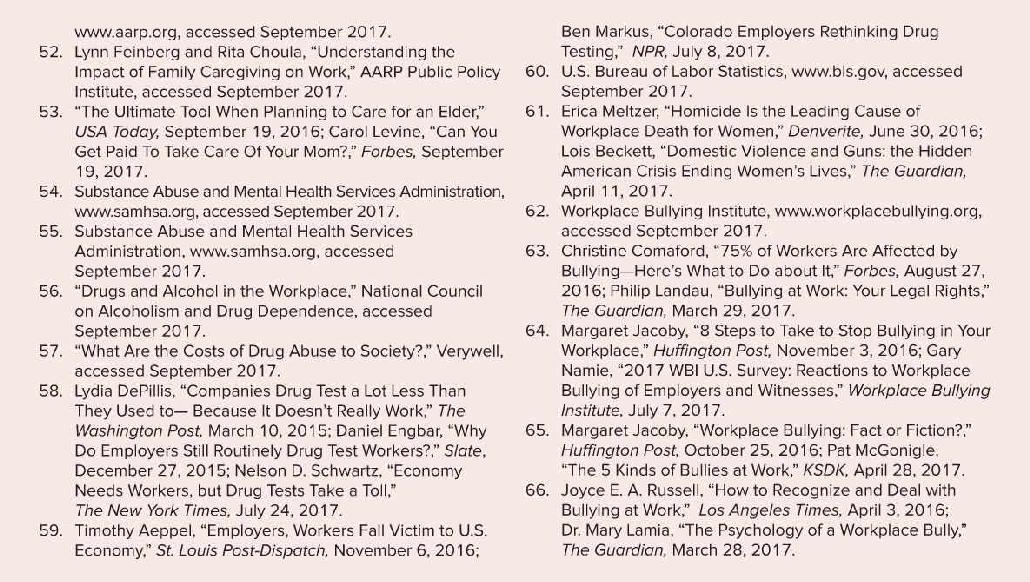 www.aarp.org, accessed September 2017.
52. Lynn Feinberg and Rita Choula, “Understanding the
Impact of Family Caregiving on Work,” AARP Public Policy
Institute, accessed September 2017.
53. “The Ultimate Tool When Planning to Care for an Elder,”
USA Today, September 19, 2016; Carol Levine, “Can You
Get Paid To Take Care Of Your Mom?,” Forbes, September
19, 2017.
54. Substance Abuse and Mental Health Services Administration,
www.samhsa.org, accessed September 2017.
55. Substance Abuse and Mental Health Services
Administration, www.samhsa.org, accessed
September 2017.
56. “Drugs and Alcohol in the Workplace,” National Council
on Alcoholism and Drug Dependence, accessed
September 2017.
57. “What Are the Costs of Drug Abuse to Society?,” Verywell,
accessed September 2017.
58. Lydia DePillis, “Companies Drug Test a Lot Less Than
They Used to— Because It Doesn’t Really Work,” The
Washington Post, March 10, 2015; Daniel Engbar, “Why
Do Employers Still Routinely Drug Test Workers?,” Slate,
December 27, 2015; Nelson D. Schwartz, “Economy
Needs Workers, but Drug Tests Take a Toll,”
The New York Times, July 24, 2017.
59. Timothy Aeppel, “Employers, Workers Fall Victim to U.S.
Economy,” St. Louis Post-Dispatch, November 6, 2016;
Ben Markus, “Colorado Employers Rethinking Drug
Testing,” NPR, July 8, 2017.
60. U.S. Bureau of Labor Statistics, www.bls.gov, accessed
September 2017.
61. Erica Meltzer, “Homicide Is the Leading Cause of
Workplace Death for Women,” Denverite, June 30, 2016;
Lois Beckett, “Domestic Violence and Guns: the Hidden
American Crisis Ending Women’s Lives,” The Guardian,
April 11, 2017.
62. Workplace Bullying Institute, www.workplacebullying.org,
accessed September 2017.
63. Christine Comaford, “75% of Workers Are Affected by
Bullying—Here’s What to Do about It,” Forbes, August 27,
2016; Philip Landau, “Bullying at Work: Your Legal Rights,”
The Guardian, March 29, 2017.
64. Margaret Jacoby, “8 Steps to Take to Stop Bullying in Your
Workplace,” Huffington Post, November 3, 2016; Gary
Namie, “2017 WBI U.S. Survey: Reactions to Workplace
Bullying of Employers and Witnesses,” Workplace Bullying
Institute, July 7, 2017.
65. Margaret Jacoby, “Workplace Bullying: Fact or Fiction?,”
Huffington Post, October 25, 2016; Pat McGonigle,
“The 5 Kinds of Bullies at Work,” KSDK, April 28, 2017.
66. Joyce E. A. Russell, “How to Recognize and Deal with
Bullying at Work,” Los Angeles Times, April 3, 2016;
Dr. Mary Lamia, “The Psychology of a Workplace Bully,”
The Guardian, March 28, 2017.